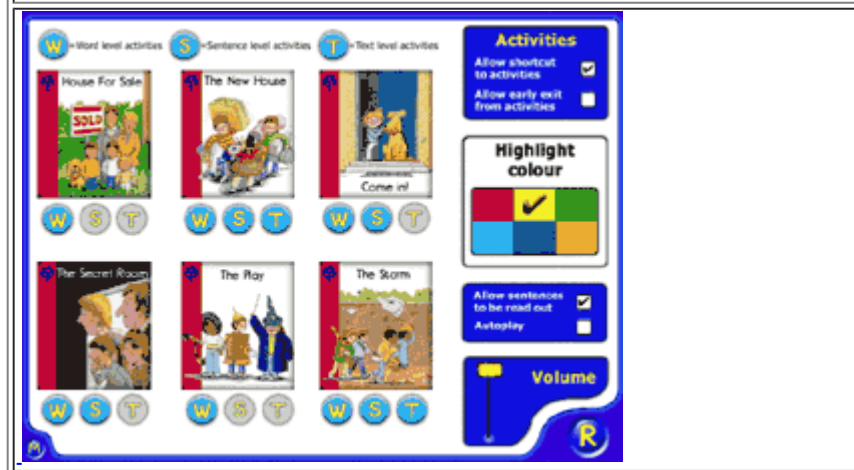 W =Word level activities S =Sentence level activities T =Text level activities
House For Sale
SOLD
The New House
Come in!
W S T
W S T
W S T
The Secret Room
The Play
The Storm
W S T
W S T
W S T
Activities
Allow shortcut
to activities
Allow early exit
from activities
Highlight
colour
Allow sentences
to be read out
Autoplay
Volume
R
M